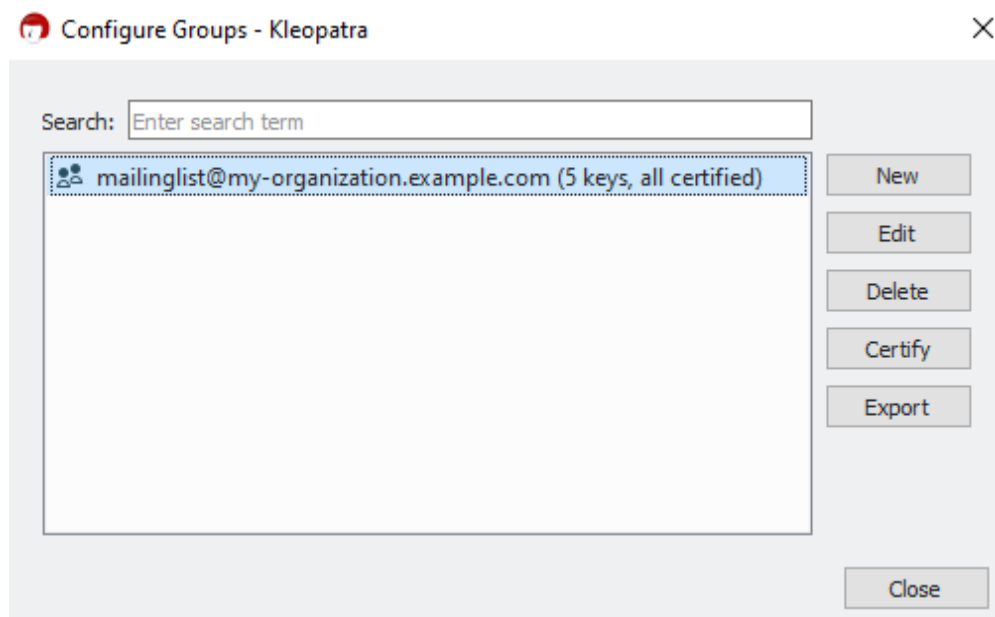 Configure Groups - Kleopatra
Search: Enter search term
mailinglist@my-organization.example.com (5 keys, all certified)
New
Edit
Delete
Certify
Export
Close